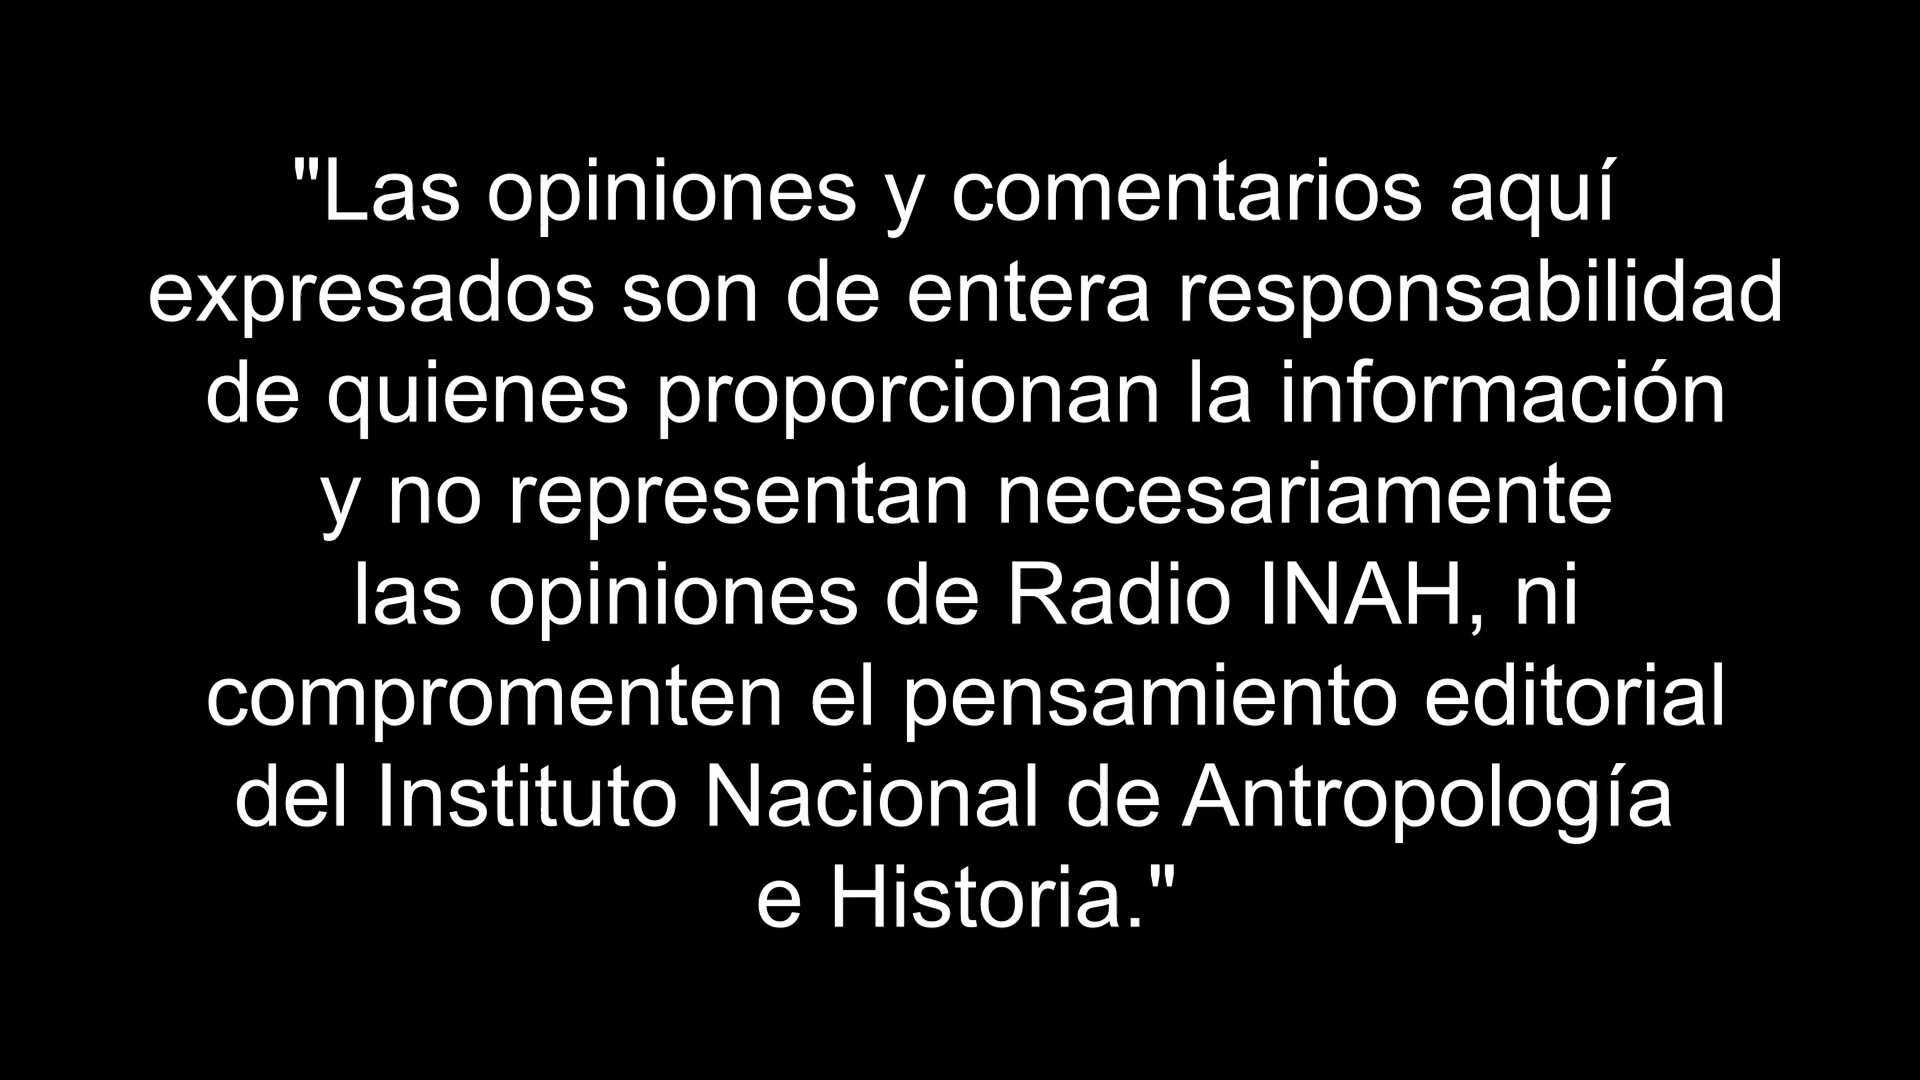 "Las opiniones y comentarios aquí
expresados son de entera responsabilidad
de quienes proporcionan la información
y no representan necesariamente
las opiniones de Radio INAH, ni
compromenten el pensamiento editorial
del Instituto Nacional de Antropología
e Historia."